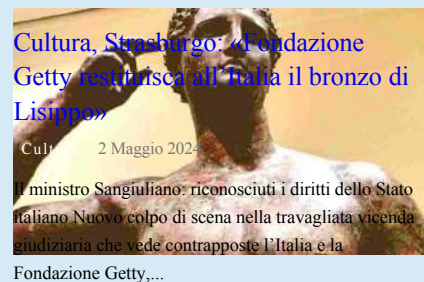 Cultura, Strasburgo: «Fondazione
Getty restituisca all'Italia il bronzo di
Lisippo»
2 Maggio 2024
Il ministro Sangiuliano: riconosciuti i diritti dello Stato
italiano Nuovo colpo di scena nella travagliata vicenda
giudiziaria che vede contrapposte l'Italia e la
Fondazione Getty,...